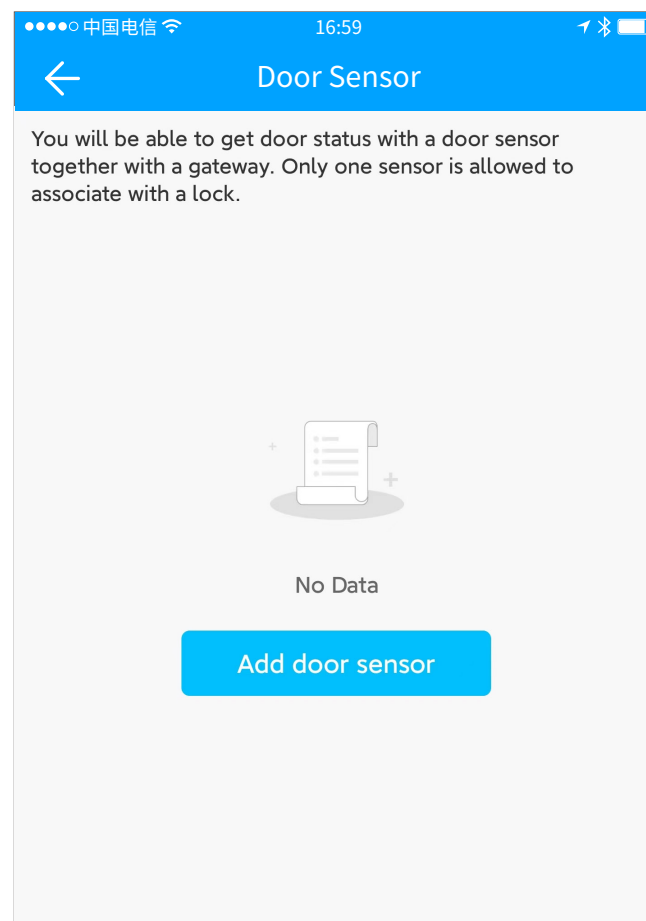 中国电信 16:59
Door Sensor
You will be able to get door status with a door sensor
together with a gateway. Only one sensor is allowed to
associate with a lock.
No Data
Add door sensor